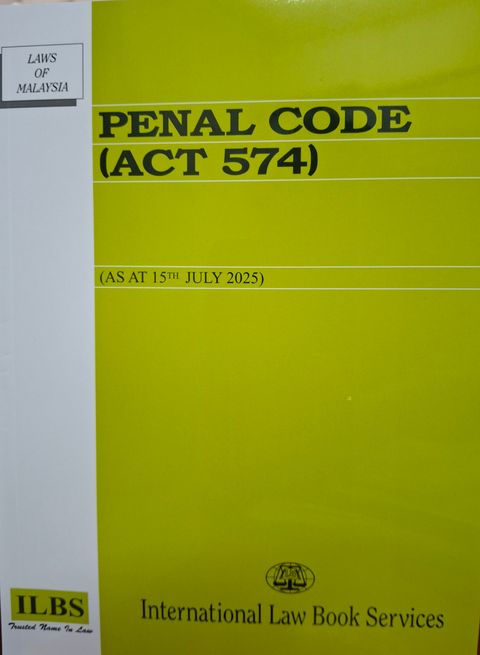 LAWS
OF
MALAYSIA
PENAL CODE
(ACT 574)
(AS AT 15TH JULY 2025)
International Law Book Services
ILBS
Trusted Name In Law